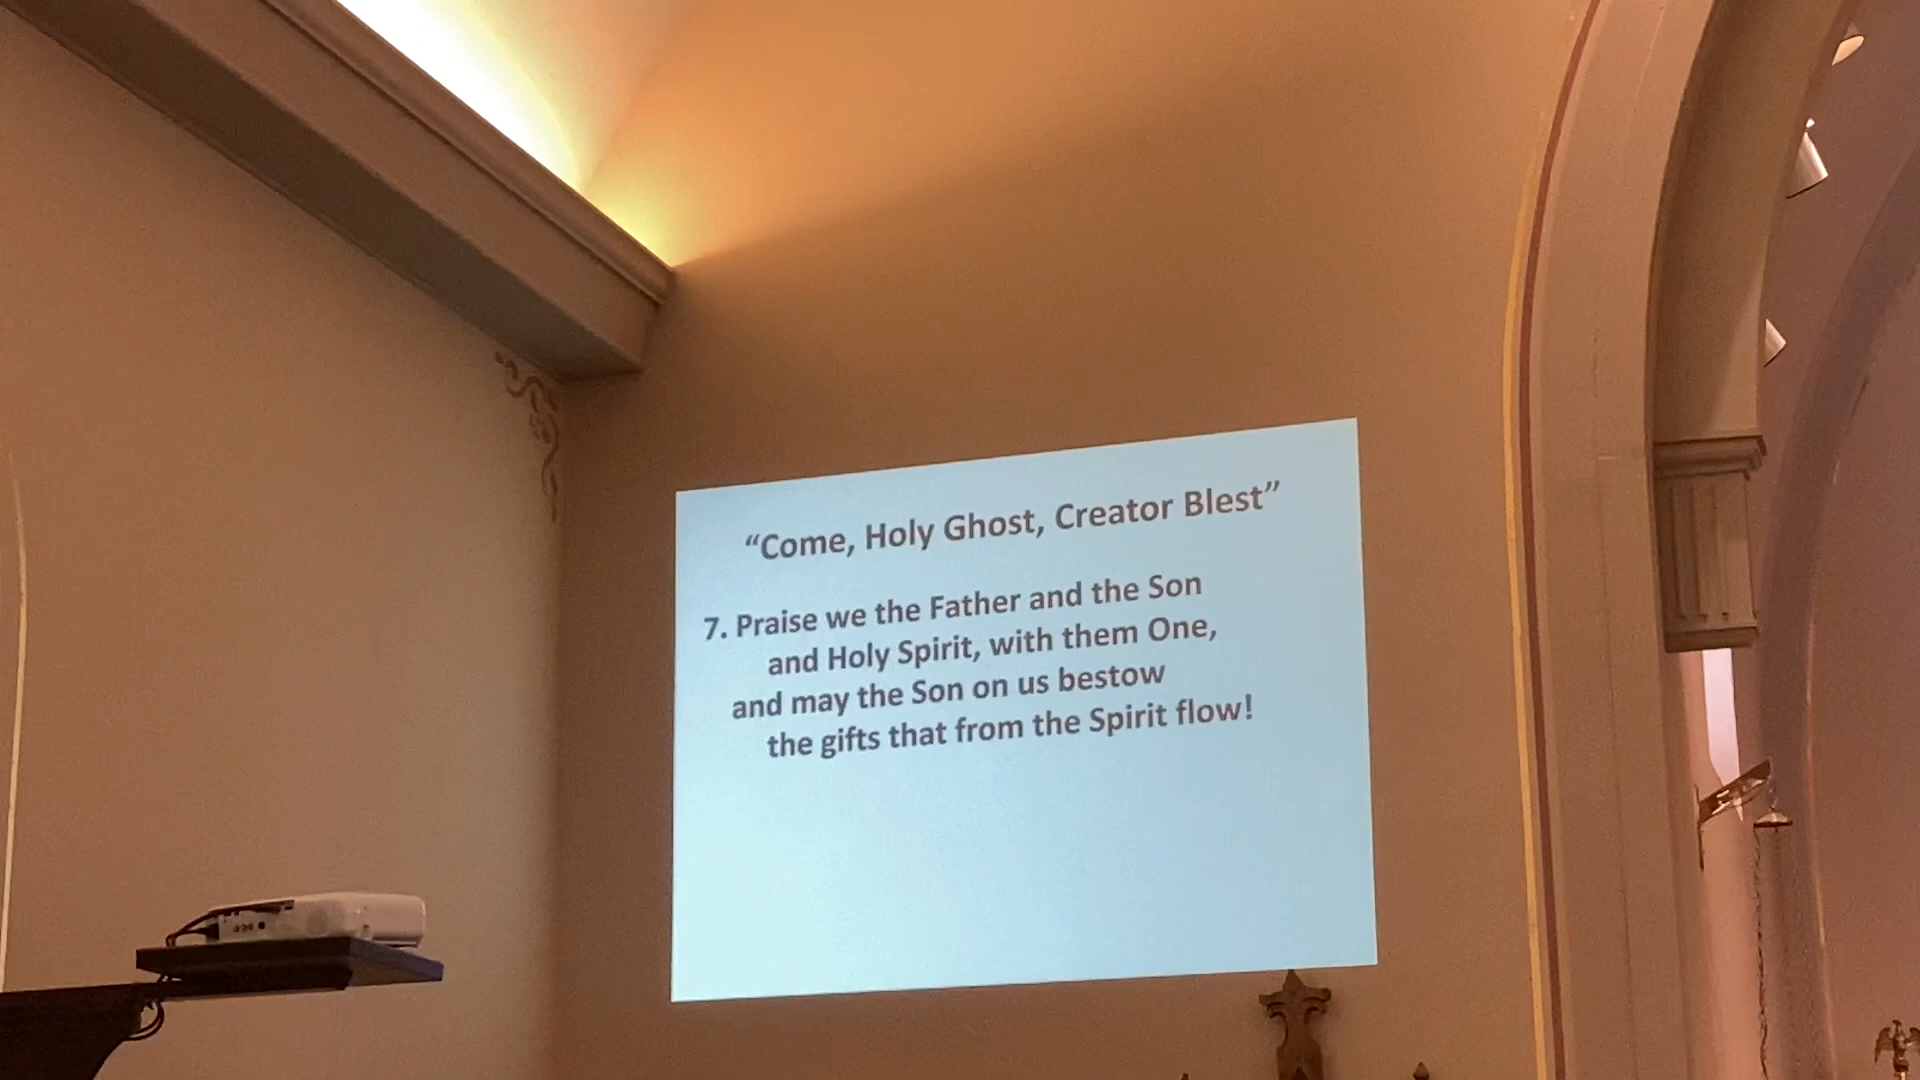 “Come, Holy Ghost, Creator Blest”
7. Praise we the Father and the Son
and Holy Spirit, with them One,
and may the Son on us bestow
the gifts that from the Spirit flow!